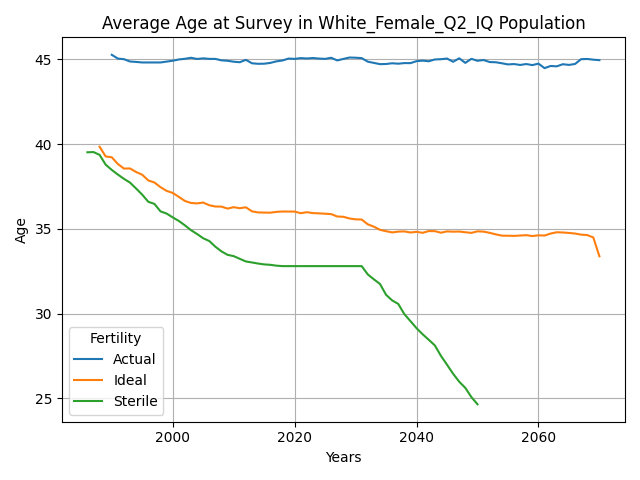 Average Age at Survey in White_Female_Q2_IQ Population
45
40
35
30
25
Age
Fertility
Actual
Ideal
Sterile
2000
2020
2040
2060
Years